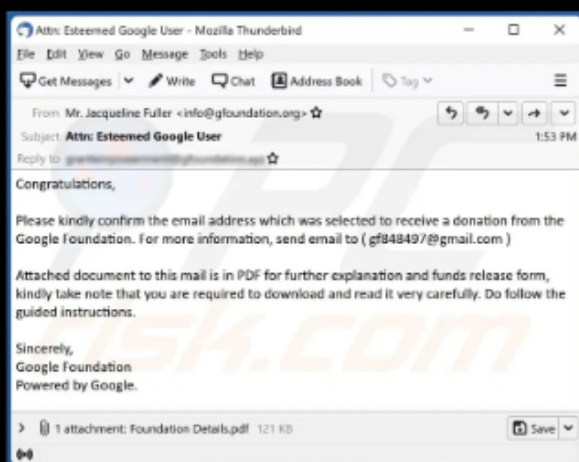 Attn: Esteemed Google User - Mozilla Thunderbird
File Edit View Go Message Tools Help
Get Messages Write Chat Address Book Tag
From Mr. Jacqueline Fuller <info@gfoundation.org>
Subject Attn: Esteemed Google User 1:53 PM
Reply to
Congratulations,
Please kindly confirm the email address which was selected to receive a donation from the
Google Foundation. For more information, send email to ( gf848497@gmail.com )
Attached document to this mail is in PDF for further explanation and funds release form,
kindly take note that you are required to download and read it very carefully. Do follow the
guided instructions.
Sincerely,
Google Foundation
Powered by Google.
1 attachment: Foundation Details.pdf 121 KB Save
PC
risk.com